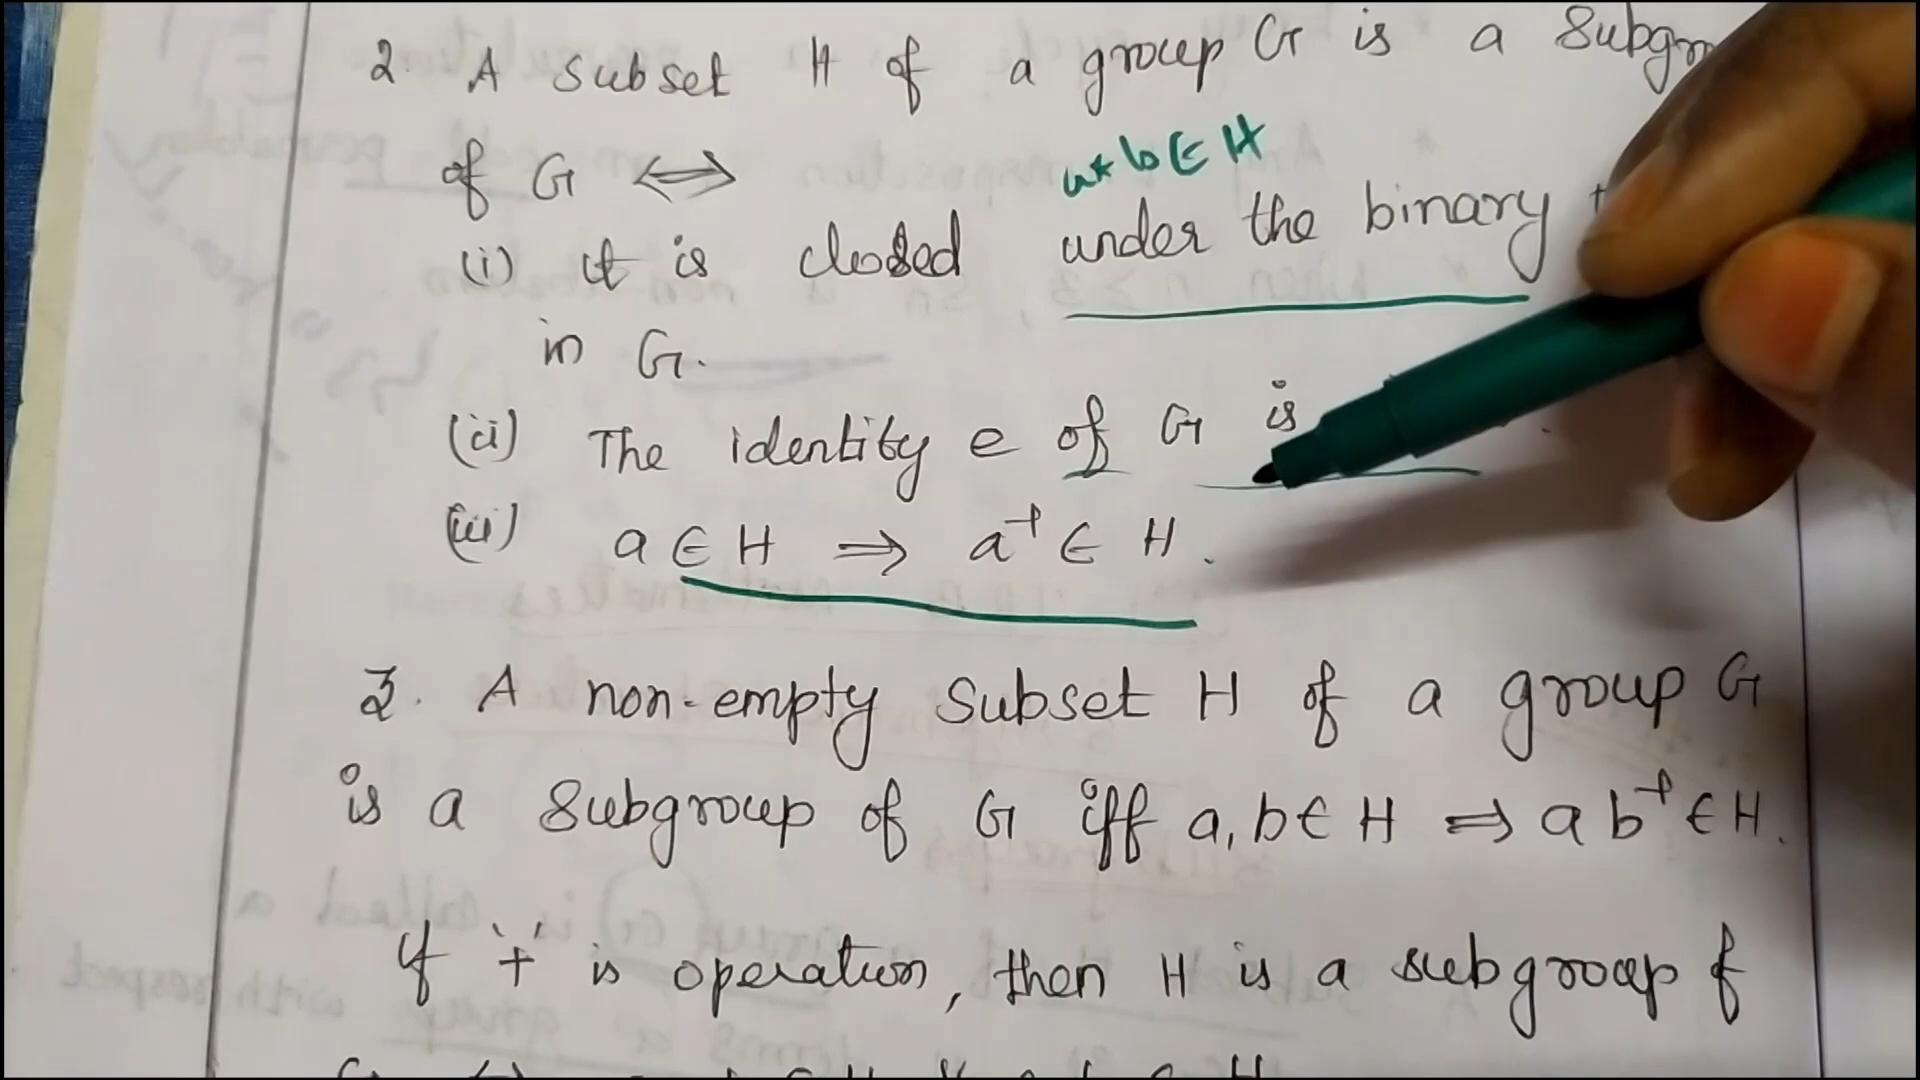 2. A subset H of a group G is a subgr
of G ⇔
a*b∈H
(i) it is closed under the binary
in G.
(ii) The identity e of G is
(iii) a∈H ⇒ a⁻¹∈ H.
3. A non-empty subset H of a group G
is a subgroup of G iff a,b∈H ⇒ ab⁻¹∈H.
If '+' is operation, then H is a subgroup of